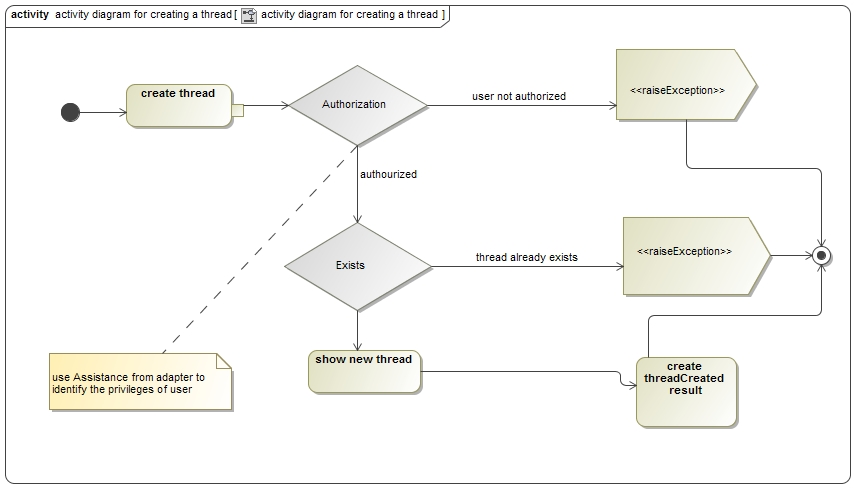 activity activity diagram for creating a thread [ activity diagram for creating a thread ]
create thread
Authorization
user not authorized
<<raiseException>>
authourized
Exists
thread already exists
<<raiseException>>
show new thread
create
threadCreated
result
use Assistance from adapter to
identify the privileges of user